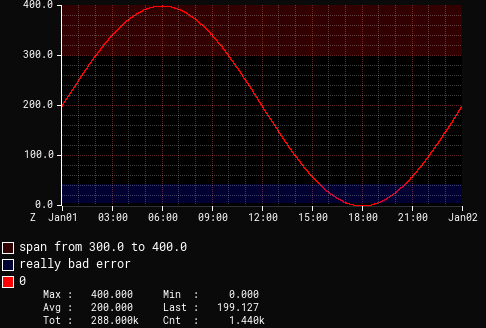 400.0
300.0
200.0
100.0
0.0
Z Jan01 03:00 06:00 09:00 12:00 15:00 18:00 21:00 Jan02
span from 300.0 to 400.0
really bad error
0
Max : 400.000 Min : 0.000
Avg : 200.000 Last : 199.127
Tot : 288.000k Cnt : 1.440k